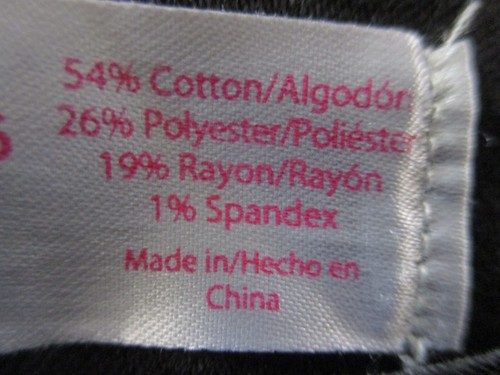 54% Cotton/Algodón
26% Polyester/Poliéster
19% Rayon/Rayón
1% Spandex
Made in/Hecho en
China